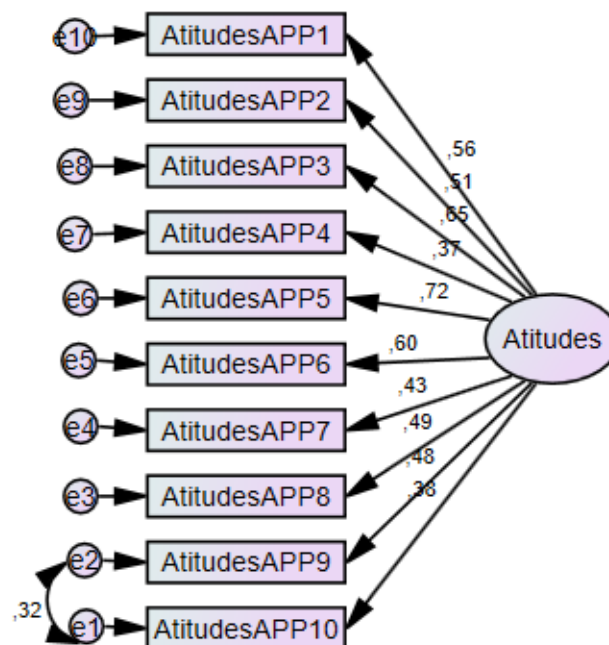 e10 AtitudesAPP1
e9 AtitudesAPP2
,56
,51
e8 AtitudesAPP3
,65
e7 AtitudesAPP4
,37
e6 AtitudesAPP5
,72
Atitudes
e5 AtitudesAPP6
,60
e4 AtitudesAPP7
,43
,49
,48
e3 AtitudesAPP8
,38
e2 AtitudesAPP9
,32
e1 AtitudesAPP10